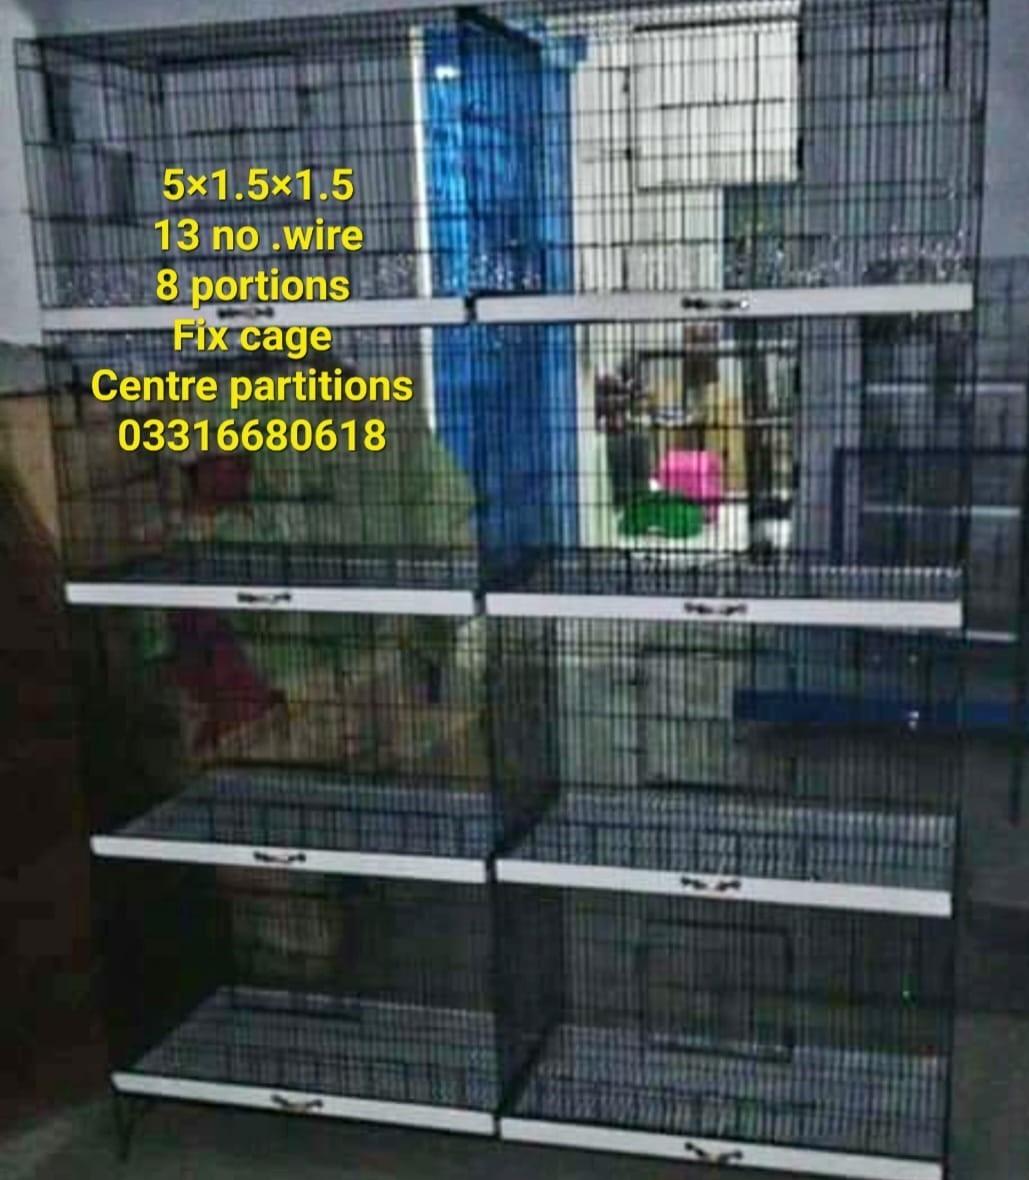 5×1.5×1.5
13 no .wire
8 portions
Fix cage
Centre partitions
03316680618